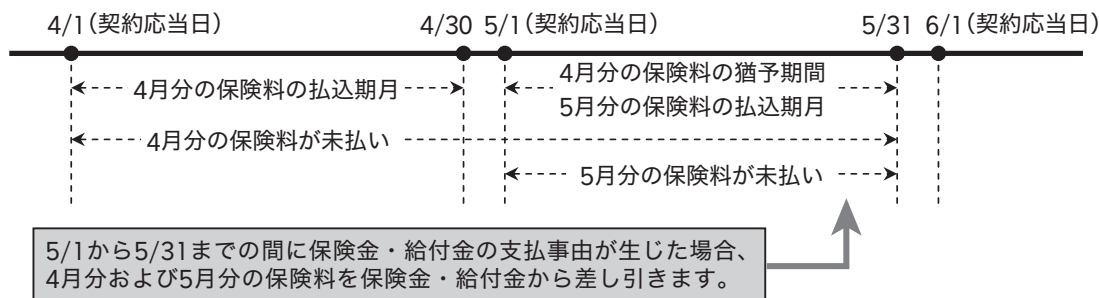 4/1(契約応当日)
4/30
5/1(契約応当日)
5/31
6/1(契約応当日)
4月分の保険料の払込期月
4月分の保険料の猶予期間
5月分の保険料の払込期月
4月分の保険料が未払い
5月分の保険料が未払い
5/1から5/31までの間に保険金・給付金の支払事由が生じた場合、
4月分および5月分の保険料を保険金・給付金から差し引きます。